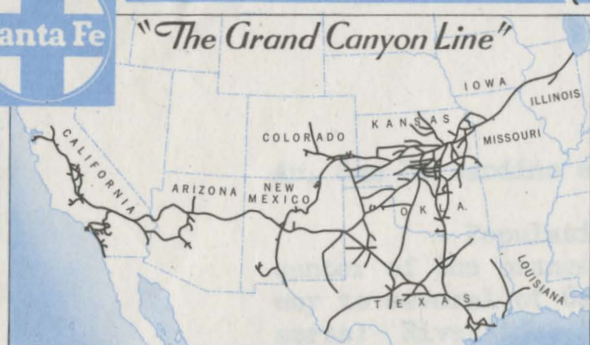 anta Fe
"The Grand Canyon Line"
IOWA
ILLINOIS
KANSAS
MISSOURI
COLORADO
CALIFORNIA
ARIZONA
NEW
MEXICO
OKLA.
TEXAS
LOUISIANA